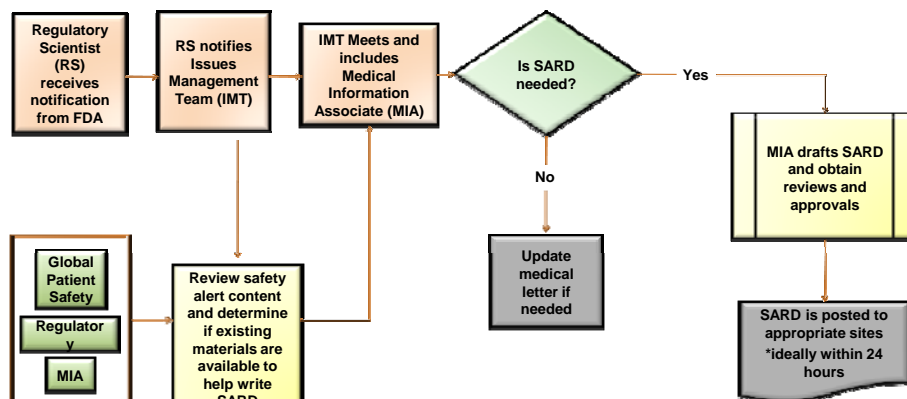 Regulatory
Scientist
(RS)
receives
notification
from FDA
RS notifies
Issues
Management
Team (IMT)
IMT Meets and
includes
Medical
Information
Associate (MIA)
Is SARD
needed?
Yes
No
MIA drafts SARD
and obtain
reviews and
approvals
Update
medical
letter if
needed
SARD is posted to
appropriate sites
*ideally within 24
hours
Global
Patient
Safety
Regulator
y
MIA
Review safety
alert content
and determine
if existing
materials are
available to
help write
SARD